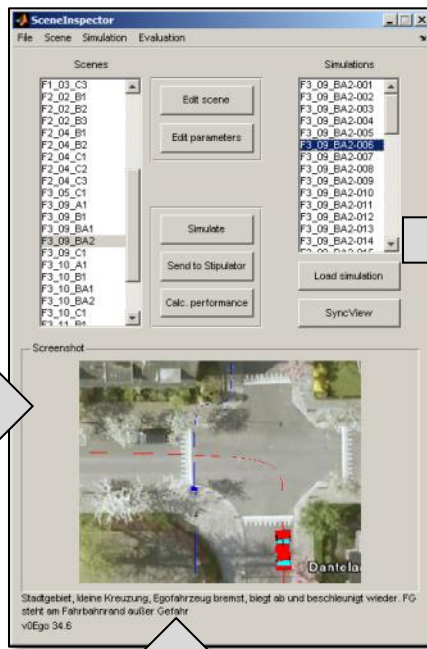 SceneInspector
File Scene Simulation Evaluation
Scenes
F1_03_C3
F2_02_B1
F2_02_B2
F2_02_B3
F2_04_B1
F2_04_B2
F2_04_C1
F2_04_C2
F2_04_C3
F3_05_C1
F3_09_A1
F3_09_B1
F3_09_BA1
F3_09_BA2
F3_09_C1
F3_10_A1
F3_10_B1
F3_10_BA1
F3_10_BA2
F3_10_C1
F3_11_B1
Edit scene
Edit parameters
Simulate
Send to Stipulator
Calc. performance
Simulations
F3_09_BA2-001
F3_09_BA2-002
F3_09_BA2-003
F3_09_BA2-004
F3_09_BA2-005
F3_09_BA2-006
F3_09_BA2-007
F3_09_BA2-008
F3_09_BA2-009
F3_09_BA2-010
F3_09_BA2-011
F3_09_BA2-012
F3_09_BA2-013
F3_09_BA2-014
F3_09_BA2-015
Load simulation
SyncView
Screenshot
Dantela
Stadtgebiet, kleine Kreuzung, Egofahrzeug bremst, biegt ab und beschleunigt wieder. FG
steht am Fahrbahnrand außer Gefahr
v0Ego 34.6